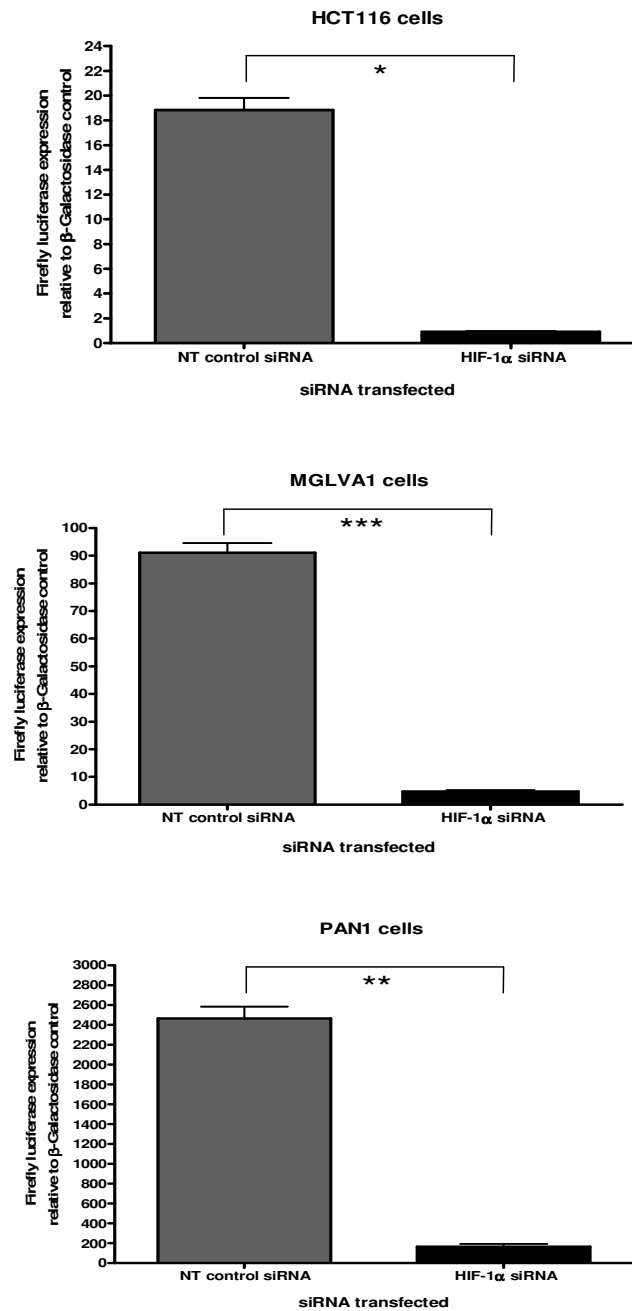 HCT116 cells
*
24
22
20
18
16
14
12
10
8
6
4
2
0
Firefly luciferase expression
relative to β-Galactosidase control
NT control siRNA
HIF-1α siRNA
siRNA transfected
MGLVA1 cells
***
100
90
80
70
60
50
40
30
20
10
0
Firefly luciferase expression
relative to β-Galactosidase control
NT control siRNA
HIF-1α siRNA
siRNA transfected
PAN1 cells
**
3000
2800
2600
2400
2200
2000
1800
1600
1400
1200
1000
800
600
400
200
0
Firefly luciferase expression
relative to β-Galactosidase control
NT control siRNA
HIF-1α siRNA
siRNA transfected